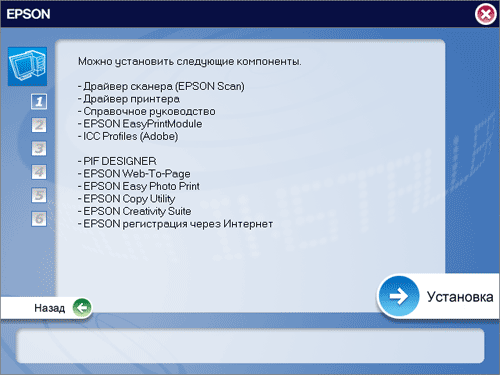 EPSON
Можно установить следующие компоненты.
- Драйвер сканера (EPSON Scan)
- Драйвер принтера
- Справочное руководство
- EPSON EasyPrintModule
- ICC Profiles (Adobe)
- PIF DESIGNER
- EPSON Web-To-Page
- EPSON Easy Photo Print
- EPSON Copy Utility
- EPSON Creativity Suite
- EPSON регистрация через Интернет
1
2
3
4
5
6
Назад
Установка